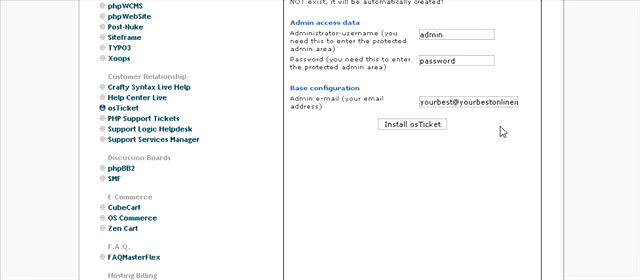 phpWCMS
phpWebSite
Post-Nuke
Siteframe
TYPO3
Xoops
Customer Relationship
Crafty Syntax Live Help
Help Center Live
osTicket
PHP Support Tickets
Support Logic Helpdesk
Support Services Manager
Discussion Boards
phpBB2
SMF
E-Commerce
CubeCart
OS Commerce
Zen Cart
F.A.Q.
FAQMasterFlex
Hosting Billing
NOT exist, it will be automatically created!
Admin access data
Administrator-username (you
need this to enter the protected
admin area)
admin
Password (you need this to enter
the protected admin area)
password
Base configuration
Admin e-mail (your email
address)
yourbest@yourbestonlinein
Install osTicket